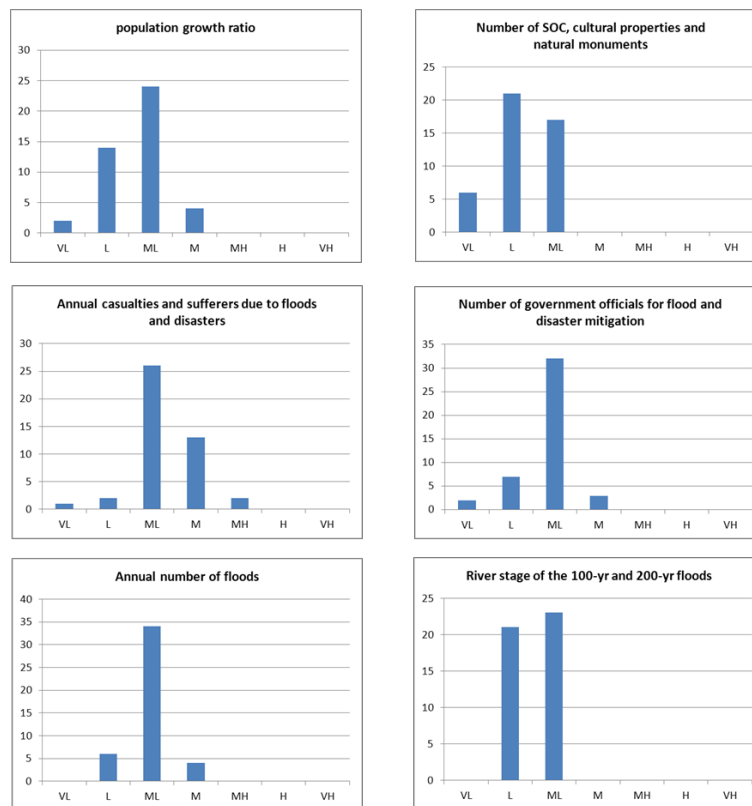 population growth ratio
30
25
20
15
10
5
0
VL L ML M MH H VH
Number of SOC, cultural properties and
natural monuments
25
20
15
10
5
0
VL L ML M MH H VH
Annual casualties and sufferers due to floods
and disasters
30
25
20
15
10
5
0
VL L ML M MH H VH
Number of government officials for flood and
disaster mitigation
35
30
25
20
15
10
5
0
VL L ML M MH H VH
Annual number of floods
40
35
30
25
20
15
10
5
0
VL L ML M MH H VH
River stage of the 100-yr and 200-yr floods
25
20
15
10
5
0
VL L ML M MH H VH